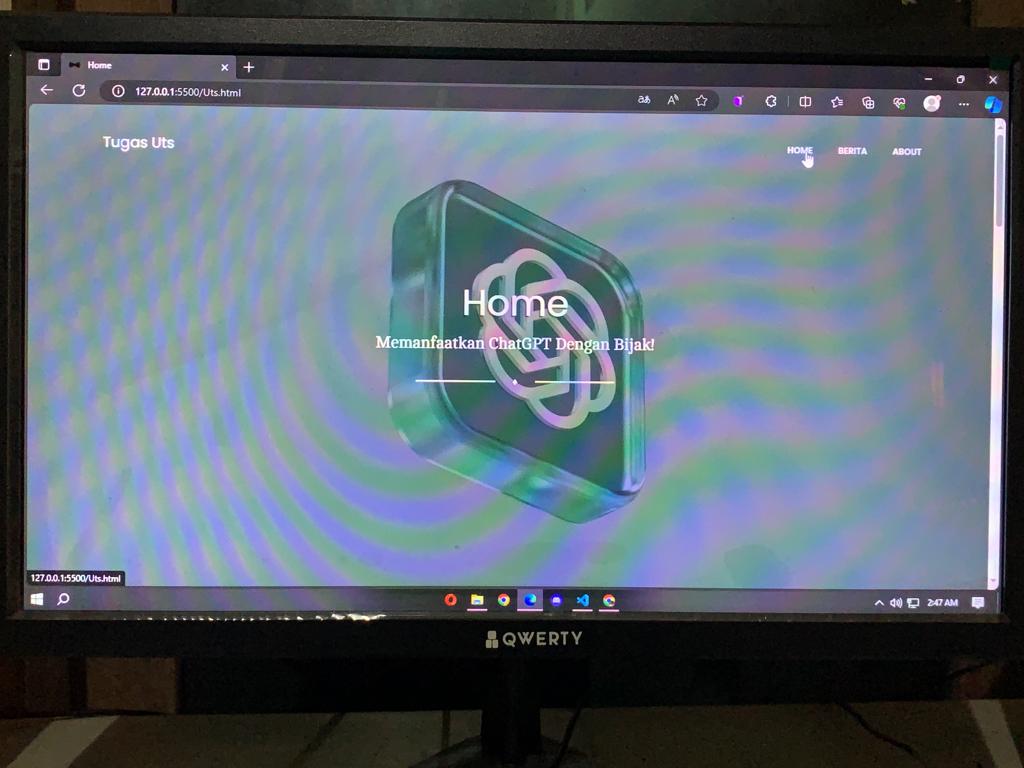 Home
127.0.0.1:5500/Uts.html
Tugas Uts
HOME
BERITA
ABOUT
Home
Memanfaatkan ChatGPT Dengan Bijak!
127.0.0.1:5500/Uts.html
2:47 AM
QWERTY